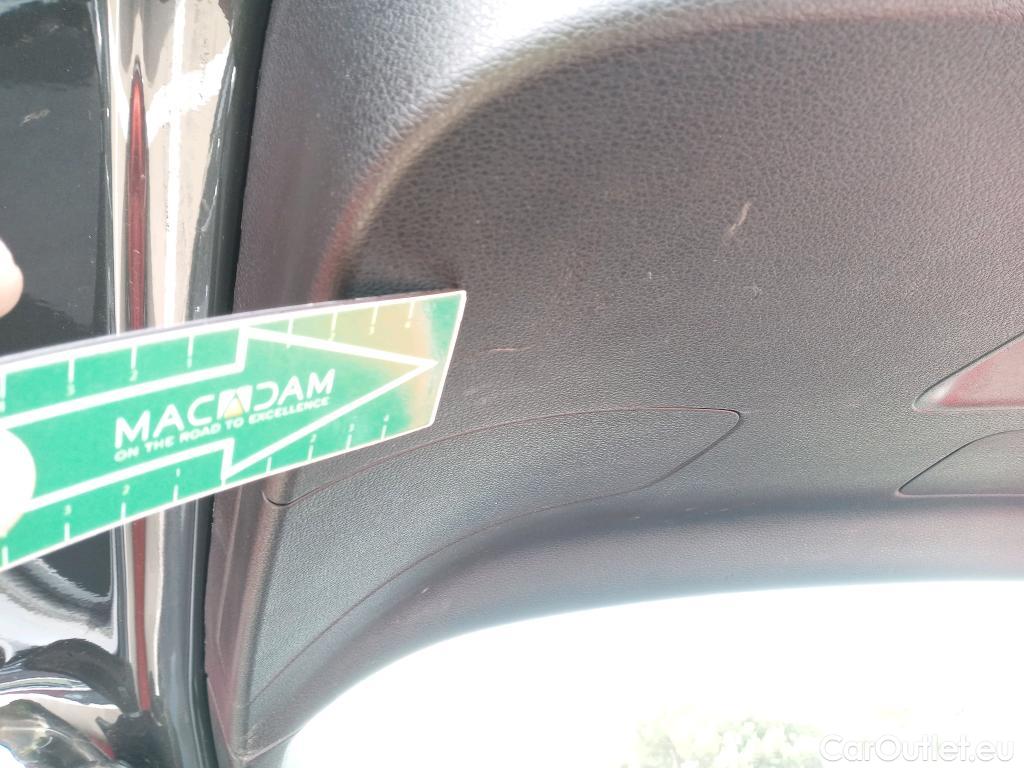 MACADAM
ON THE ROAD TO EXCELLENCE
CarOutlet.eu